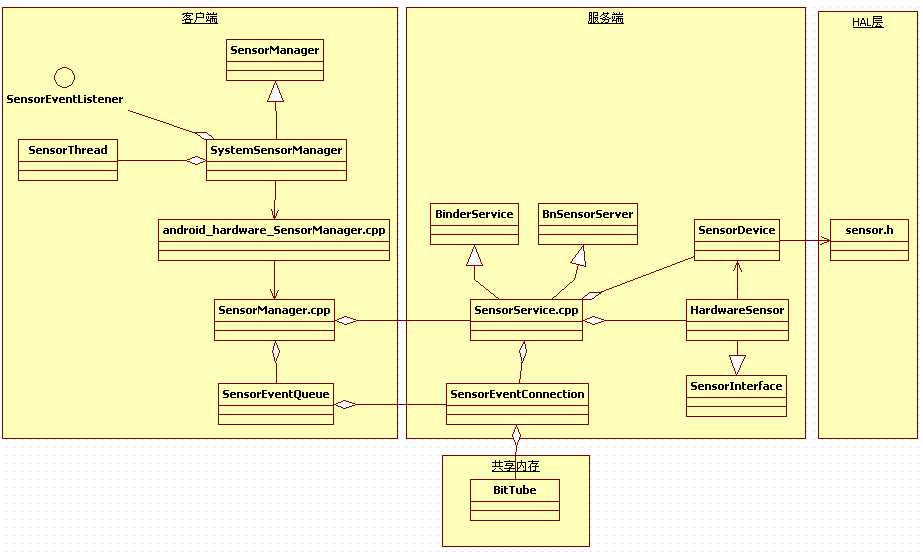 客户端
SensorManager
SensorEventListener
SensorThread
SystemSensorManager
android_hardware_SensorManager.cpp
SensorManager.cpp
SensorEventQueue
服务端
BinderService
BnSensorServer
SensorDevice
SensorService.cpp
HardwareSensor
SensorEventConnection
SensorInterface
HAL层
sensor.h
共享内存
BitTube